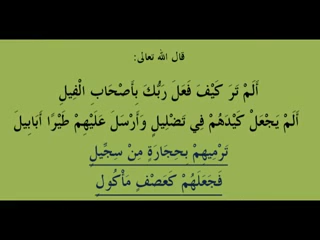 قال الله تعالى:
أَلَمْ تَرَ كَيْفَ فَعَلَ رَبُّكَ بِأَصْحَابِ الْفِيلِ
أَلَمْ يَجْعَلْ كَيْدَهُمْ فِي تَضْلِيلٍ وَأَرْسَلَ عَلَيْهِمْ طَيْرًا أَبَابِيلَ
تَرْمِيهِمْ بِحِجَارَةٍ مِنْ سِجِّيلٍ
فَجَعَلَهُمْ كَعَصْفٍ مَأْكُولٍ